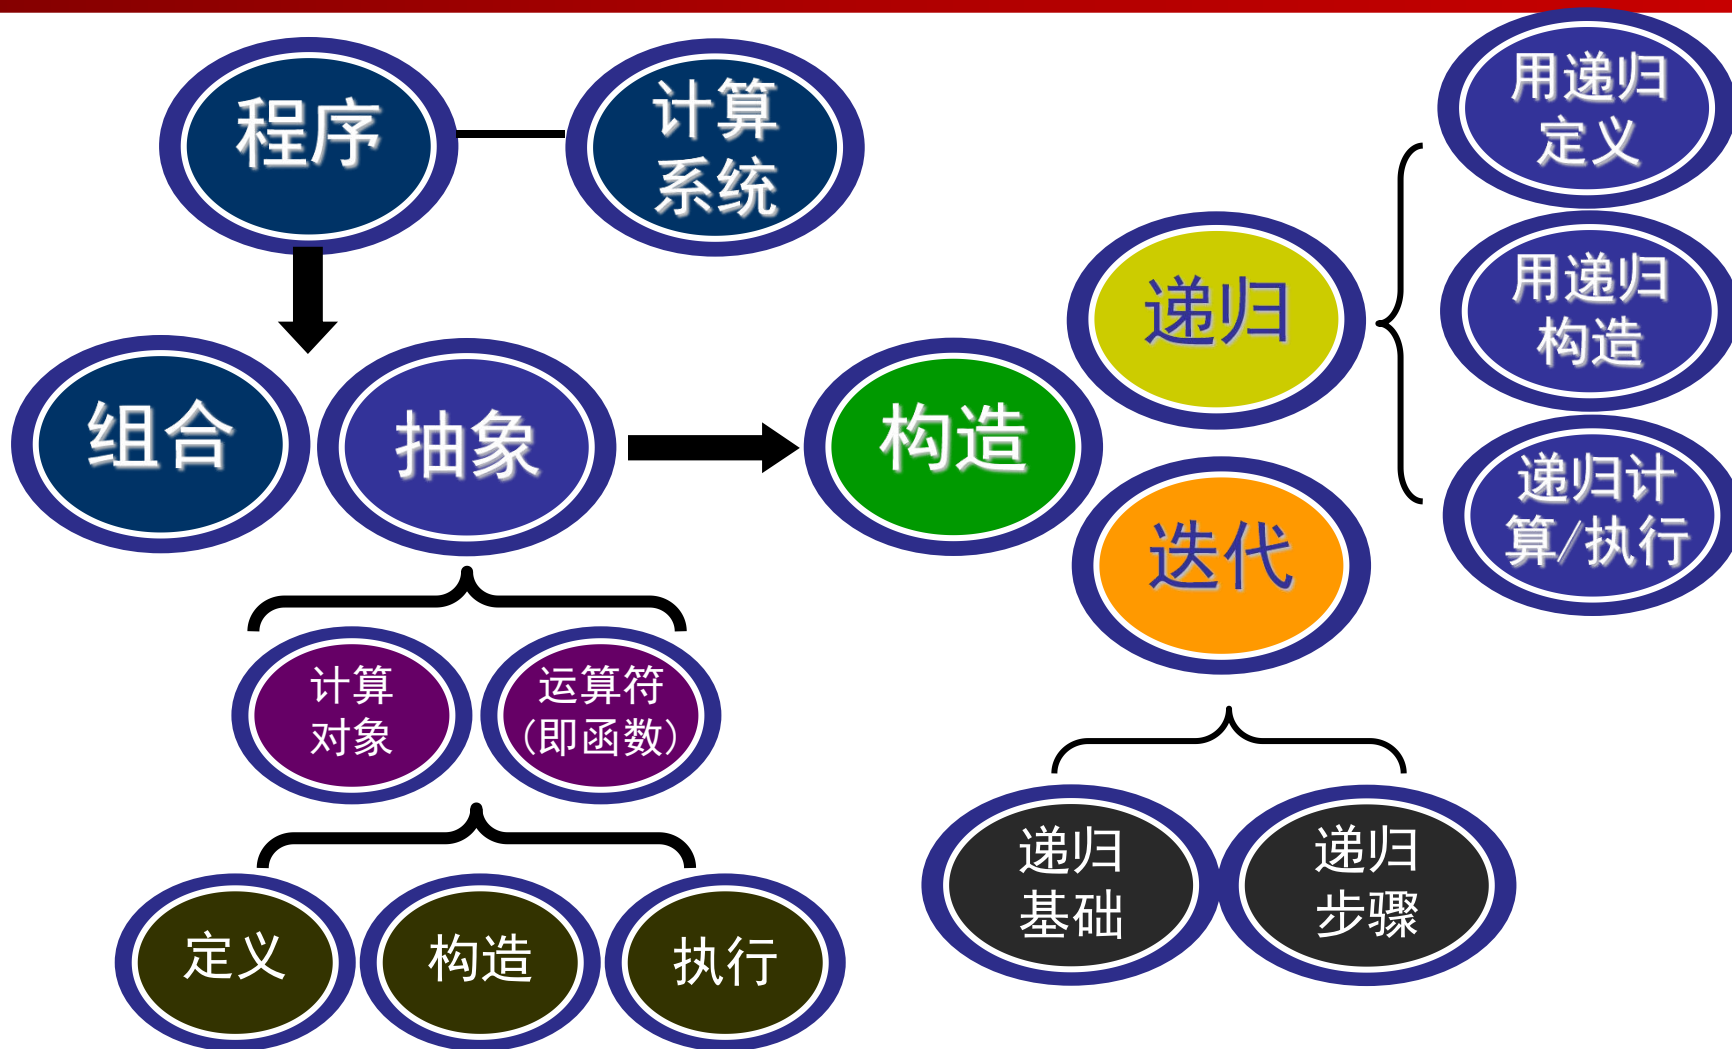 程序
计算
系统
用递归
定义
递归
用递归
构造
组合
抽象
构造
迭代
递归计
算/执行
计算
对象
运算符
(即函数)
递归
基础
递归
步骤
定义
构造
执行